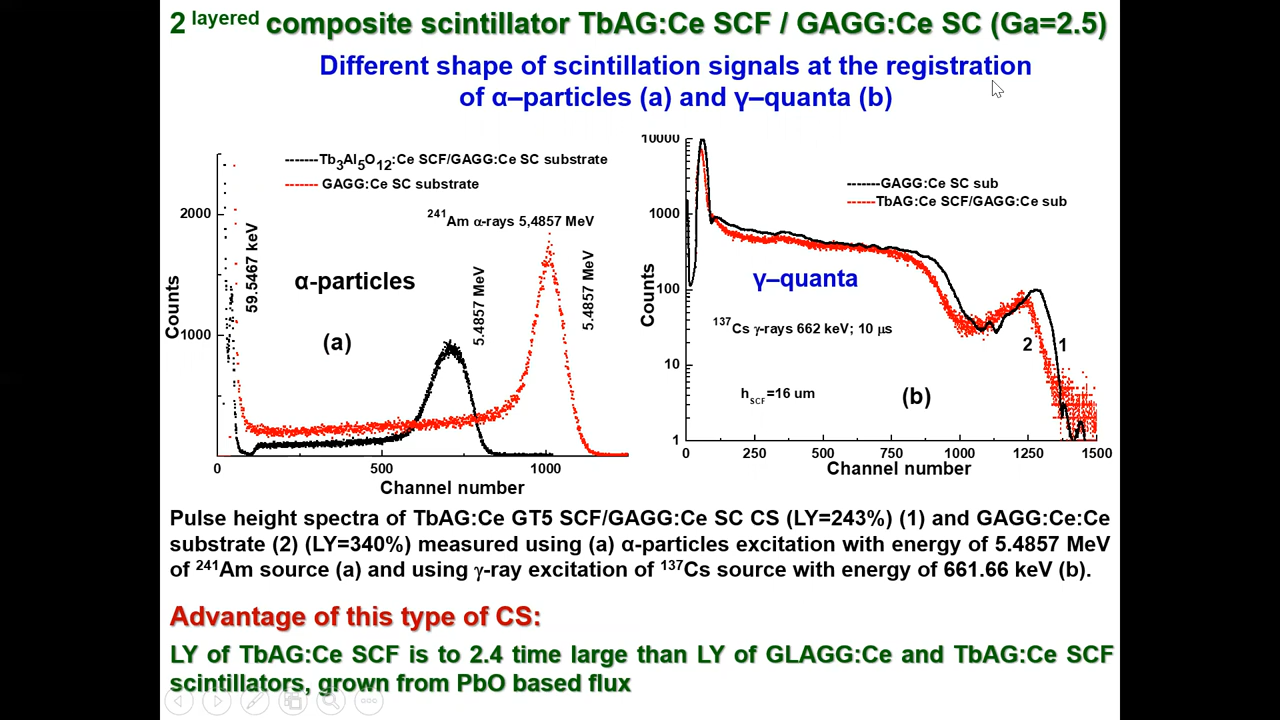 2 layered composite scintillator TbAG:Ce SCF / GAGG:Ce SC (Ga=2.5)
Different shape of scintillation signals at the registration
of α–particles (a) and γ–quanta (b)
Tb3Al5O12:Ce SCF/GAGG:Ce SC substrate
GAGG:Ce SC substrate
241Am α-rays 5,4857 MeV
59.5467 keV
α-particles
5.4857 MeV
5.4857 MeV
(a)
Counts
2000
1000
0
500
1000
Channel number
10000
1000
100
10
1
Counts
GAGG:Ce SC sub
TbAG:Ce SCF/GAGG:Ce sub
γ–quanta
137Cs γ-rays 662 keV; 10 μs
2
1
hSCF=16 um
(b)
0
250
500
750
1000
1250
1500
Channel number
Pulse height spectra of TbAG:Ce GT5 SCF/GAGG:Ce SC CS (LY=243%) (1) and GAGG:Ce:Ce
substrate (2) (LY=340%) measured using (a) α-particles excitation with energy of 5.4857 MeV
of 241Am source (a) and using γ-ray excitation of 137Cs source with energy of 661.66 keV (b).
Advantage of this type of CS:
LY of TbAG:Ce SCF is to 2.4 time large than LY of GLAGG:Ce and TbAG:Ce SCF
scintillators, grown from PbO based flux